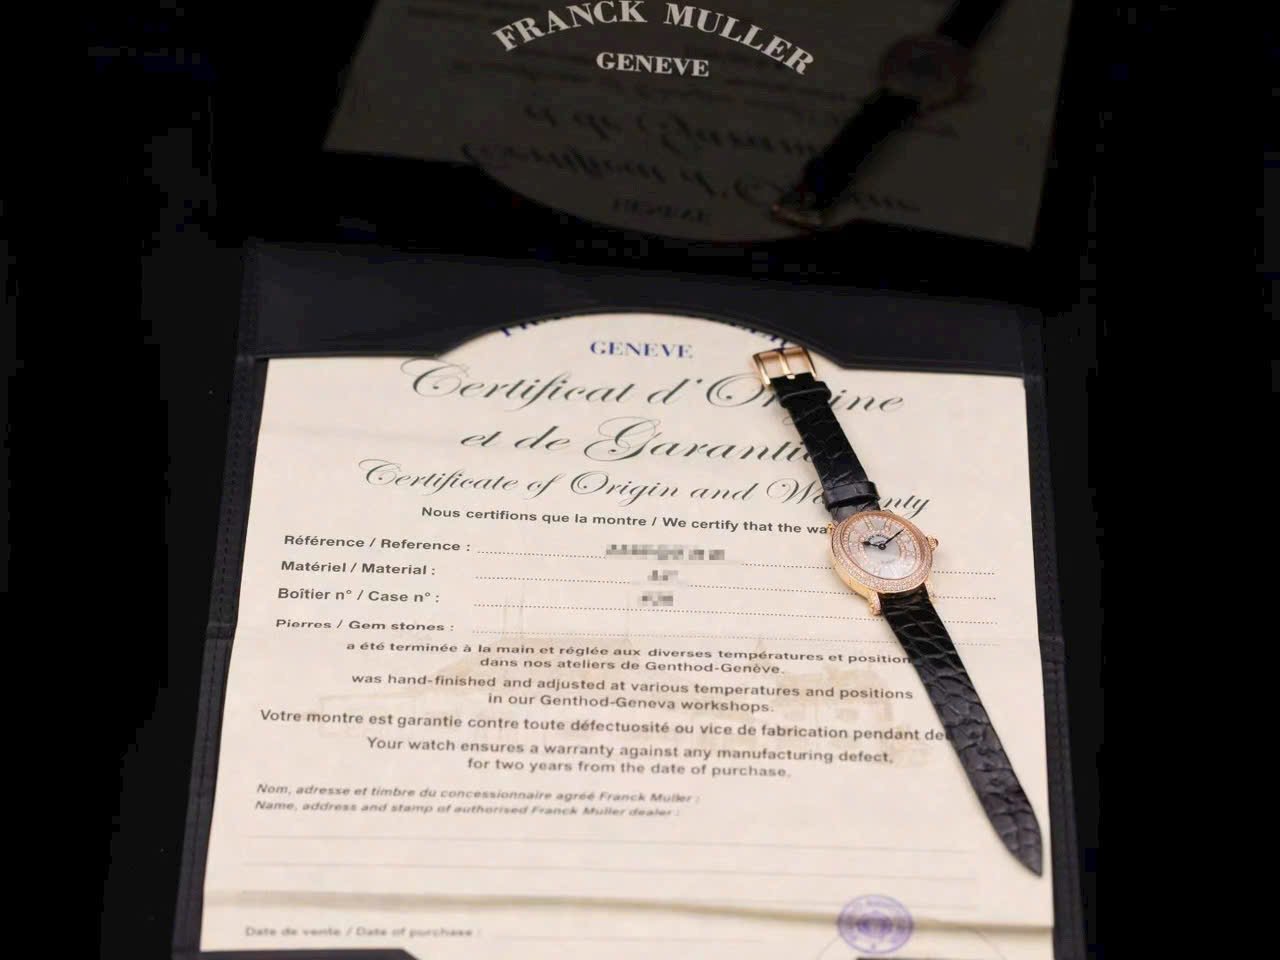 FRANCK MULLER
GENEVE
GENEVE
Certificat d'Or ine
et de Garanti
Certificate of Origin and Wa nty
Nous certifions que la montre / We certify that the wa
Référence / Reference :
Matériel / Material :
Boîtier n° / Case n° :
Pierres / Gem stones :
a été terminée à la main et réglée aux diverses températures et position
dans nos ateliers de Genthod-Genève.
was hand-finished and adjusted at various temperatures and positions
in our Genthod-Geneva workshops.
Votre montre est garantie contre toute défectuosité ou vice de fabrication pendant de
Your watch ensures a warranty against any manufacturing defect,
for two years from the date of purchase.
Nom, adresse et timbre du concessionnaire agréé Franck Muller :
Name, address and stamp of authorised Franck Muller dealer :
Date de vente / Date of purchase :